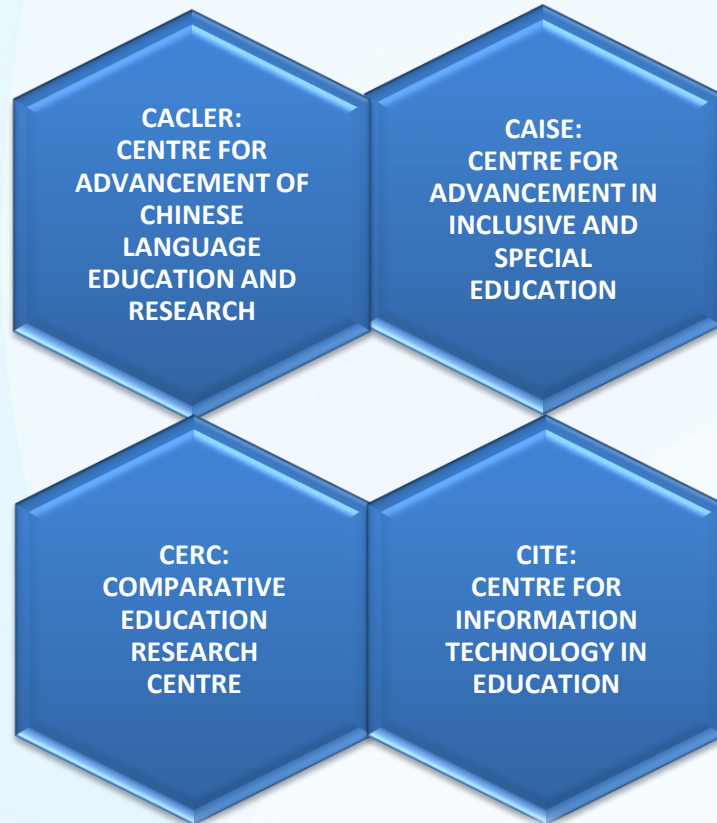 CACLER:
CENTRE FOR
ADVANCEMENT OF
CHINESE
LANGUAGE
EDUCATION AND
RESEARCH
CAISE:
CENTRE FOR
ADVANCEMENT IN
INCLUSIVE AND
SPECIAL
EDUCATION
CERC:
COMPARATIVE
EDUCATION
RESEARCH
CENTRE
CITE:
CENTRE FOR
INFORMATION
TECHNOLOGY IN
EDUCATION